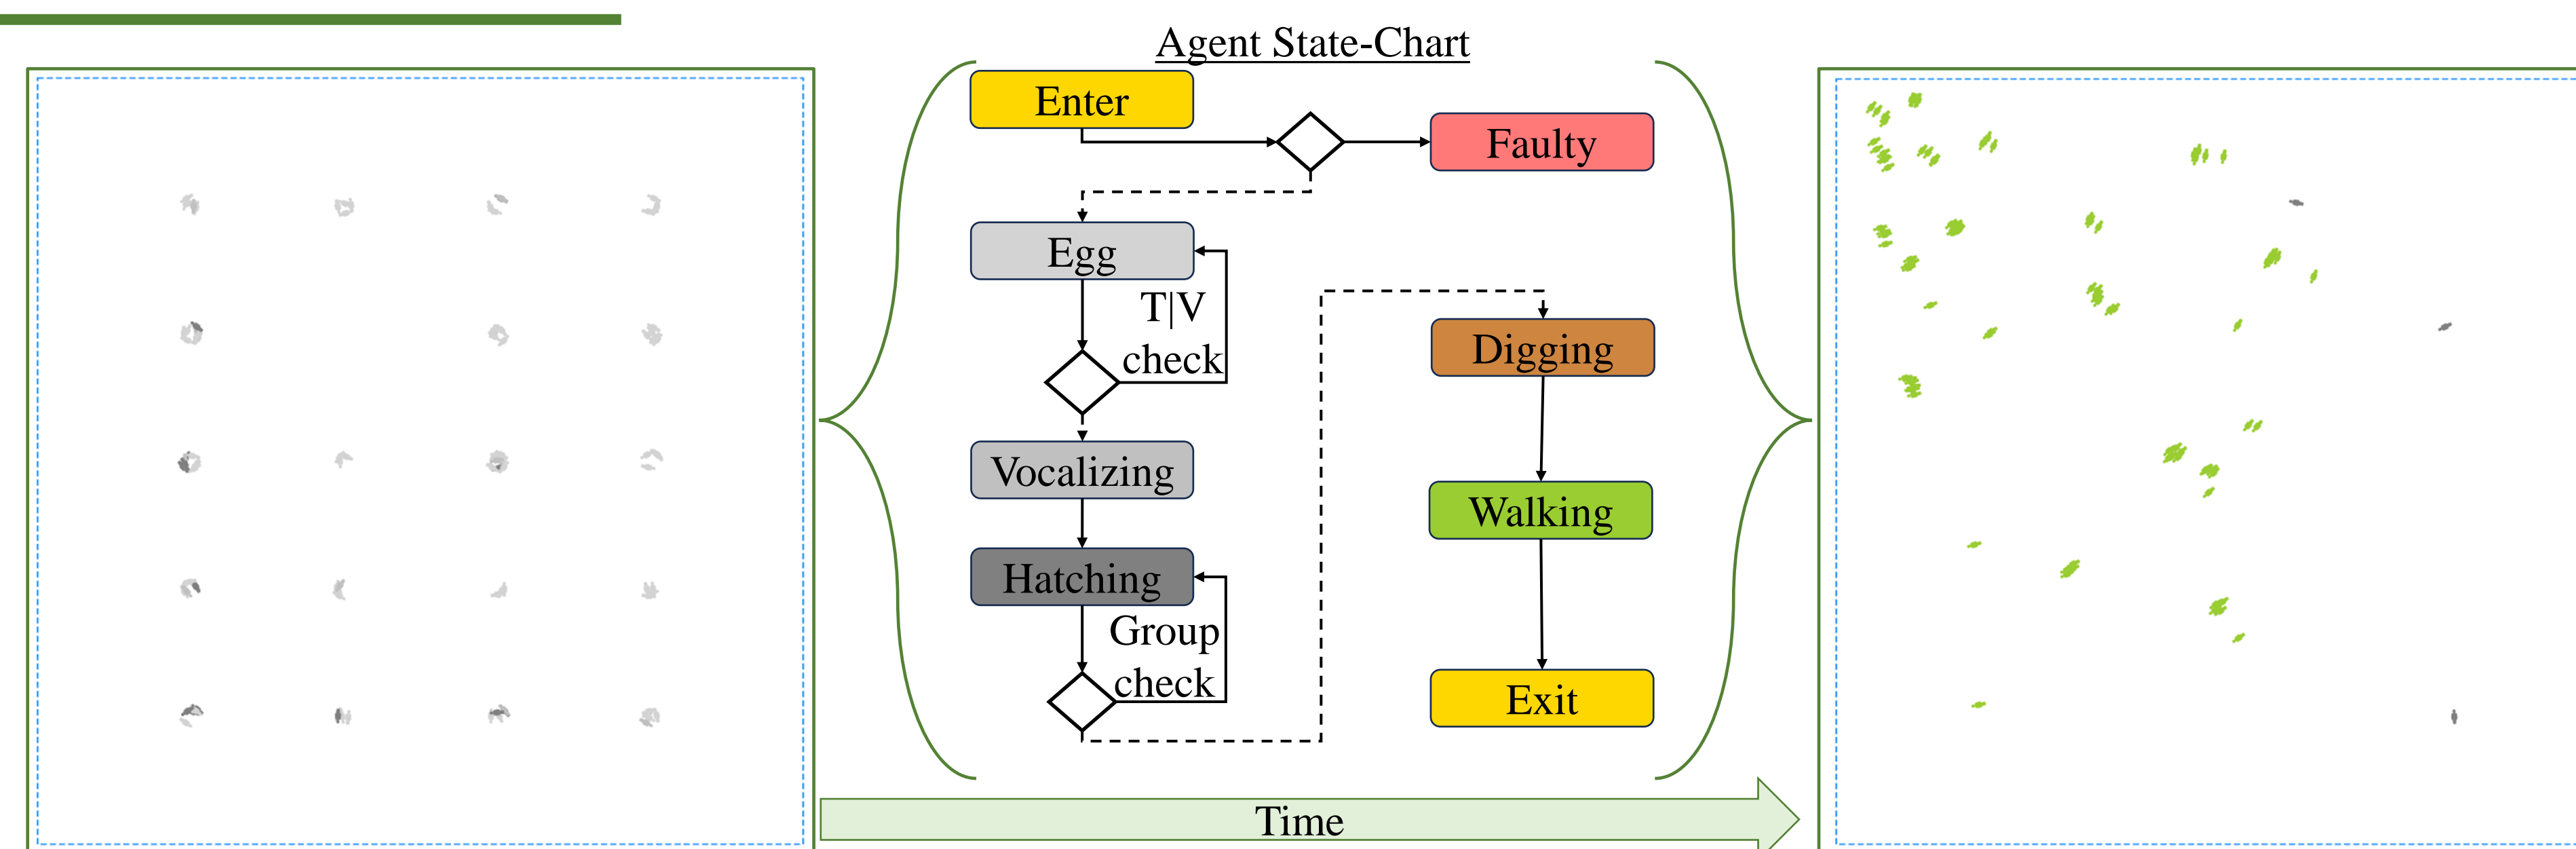 Agent State-Chart
Enter
Faulty
Egg
T|V
check
Vocalizing
Hatching
Group
check
Digging
Walking
Exit
Time